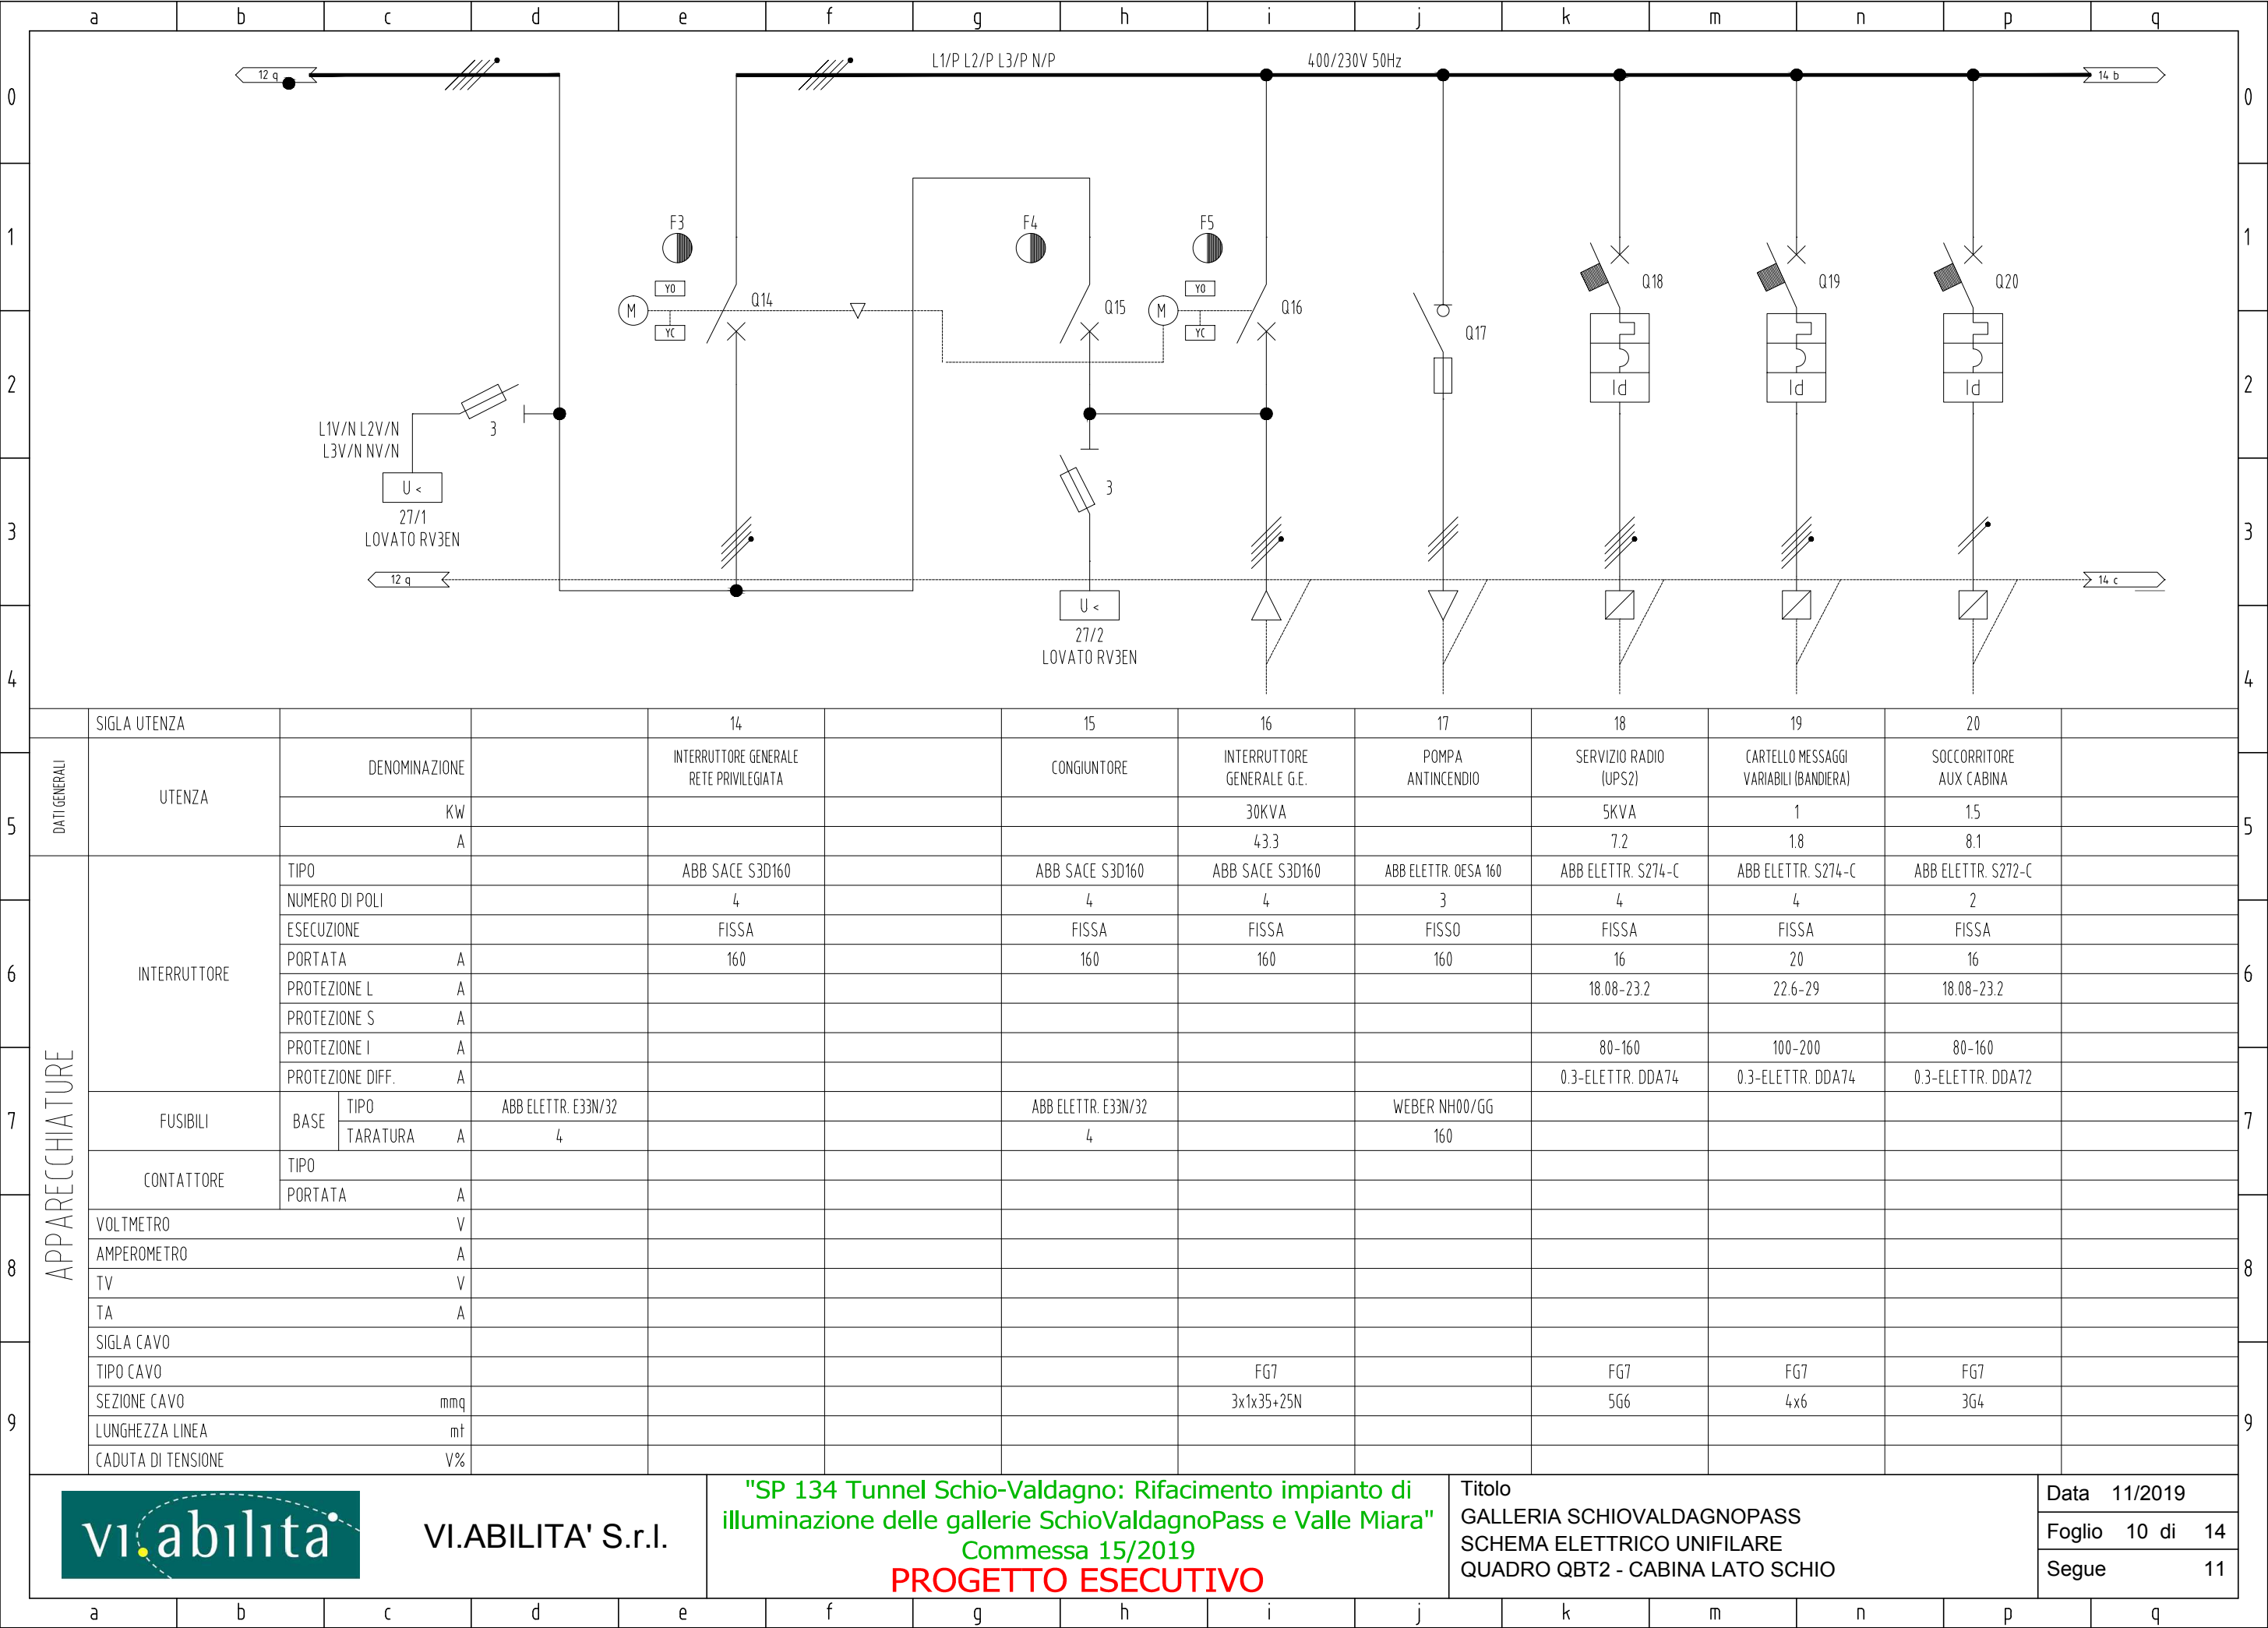 a b c d e f g h i j k m n p q
0 0
1 1
2 2
3 3
4 4
5 5
6 6
7 7
8 8
9 9
12 q
L1/P L2/P L3/P N/P
400/230V 50Hz
14 b
F3
F4
F5
M
YO
YC
Q14
Q15
M
YO
YC
Q16
Q17
Q18
Q19
Q20
Id
Id
Id
L1V/N L2V/N
L3V/N NV/N
3
U <
27/1
LOVATO RV3EN
3
12 q
14 c
U <
27/2
LOVATO RV3EN
SIGLA UTENZA 14 15 16 17 18 19 20
DATI GENERALI
UTENZA
DENOMINAZIONE
INTERRUTTORE GENERALE
RETE PRIVILEGIATA
CONGIUNTORE
INTERRUTTORE
GENERALE G.E.
POMPA
ANTINCENDIO
SERVIZIO RADIO
(UPS2)
CARTELLO MESSAGGI
VARIABILI (BANDIERA)
SOCCORRITORE
AUX CABINA
KW 30KVA 5KVA 1 1.5
A 43.3 7.2 1.8 8.1
APPARECCHIATURE
INTERRUTTORE
TIPO ABB SACE S3D160 ABB SACE S3D160 ABB SACE S3D160 ABB ELETTR. OESA 160 ABB ELETTR. S274-C ABB ELETTR. S274-C ABB ELETTR. S272-C
NUMERO DI POLI 4 4 4 3 4 4 2
ESECUZIONE FISSA FISSA FISSA FISSO FISSA FISSA FISSA
PORTATA A 160 160 160 160 16 20 16
PROTEZIONE L A 18.08-23.2 22.6-29 18.08-23.2
PROTEZIONE S A
PROTEZIONE I A 80-160 100-200 80-160
PROTEZIONE DIFF. A 0.3-ELETTR. DDA74 0.3-ELETTR. DDA74 0.3-ELETTR. DDA72
FUSIBILI BASE
TIPO ABB ELETTR. E33N/32 ABB ELETTR. E33N/32 WEBER NH00/GG
TARATURA A 4 4 160
CONTATTORE
TIPO
PORTATA A
VOLTMETRO V
AMPEROMETRO A
TV V
TA A
SIGLA CAVO
TIPO CAVO FG7 FG7 FG7 FG7
SEZIONE CAVO mmq 3x1x35+25N 5G6 4x6 3G4
LUNGHEZZA LINEA mt
CADUTA DI TENSIONE V%
vi.abilità
VI.ABILITA' S.r.l.
"SP 134 Tunnel Schio-Valdagno: Rifacimento impianto di
illuminazione delle gallerie SchioValdagnoPass e Valle Miara"
Commessa 15/2019
PROGETTO ESECUTIVO
Titolo
GALLERIA SCHIOVALDAGNOPASS
SCHEMA ELETTRICO UNIFILARE
QUADRO QBT2 - CABINA LATO SCHIO
Data 11/2019
Foglio 10 di 14
Segue 11
a b c d e f g h i j k m n p q